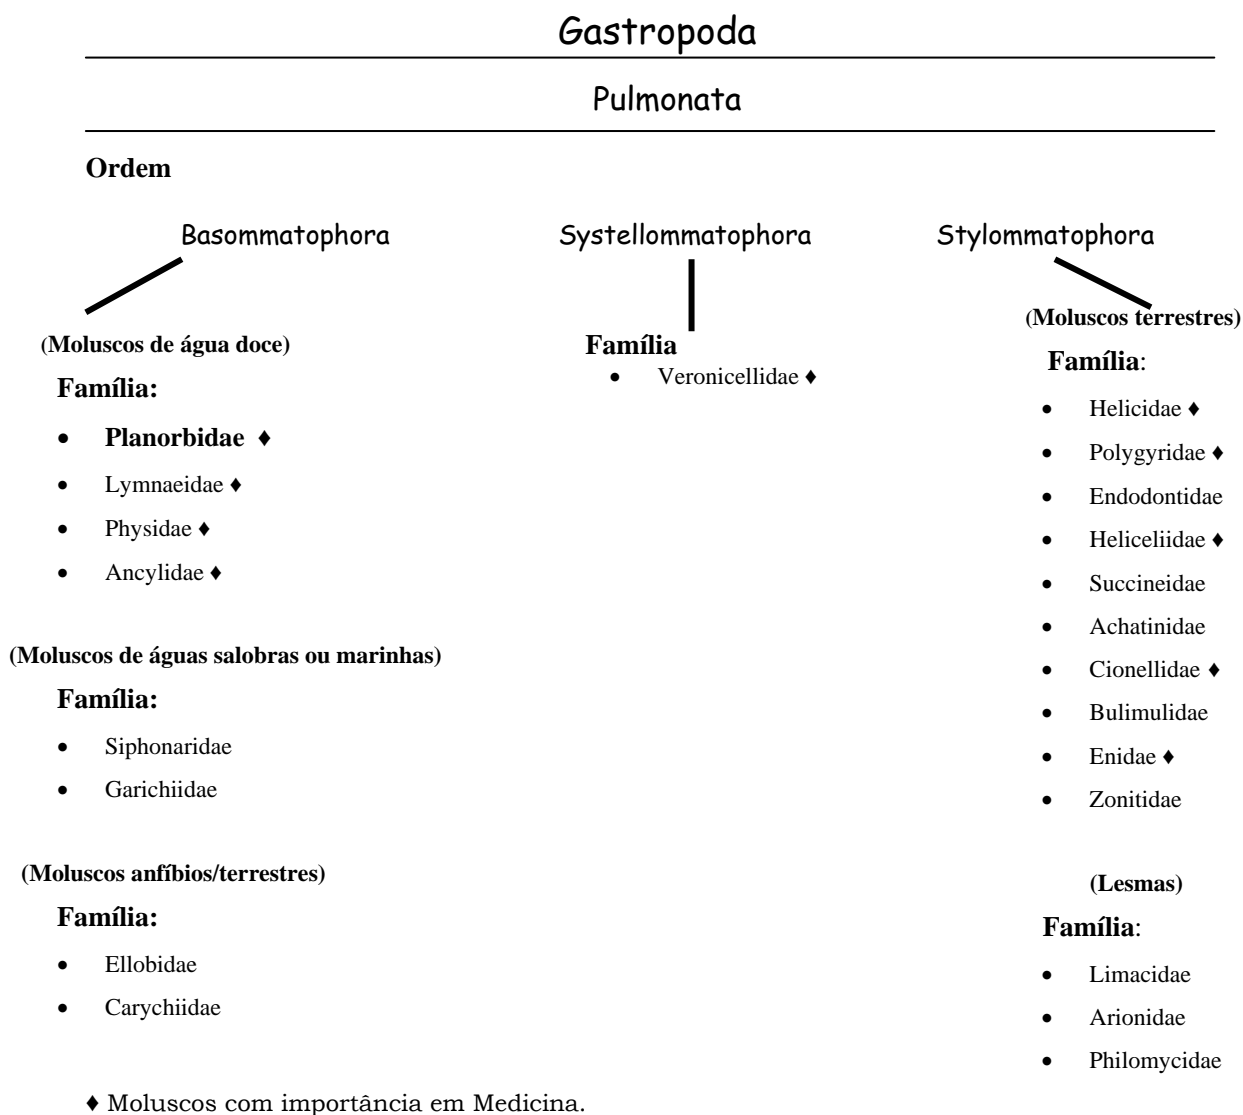 Gastropoda
Pulmonata
Ordem
Basommatophora
(Moluscos de água doce)
Família:
• Planorbidae ♦
• Lymnaeidae ♦
• Physidae ♦
• Ancylidae ♦
(Moluscos de águas salobras ou marinhas)
Família:
• Siphonaridae
• Garichiidae
(Moluscos anfíbios/terrestres)
Família:
• Ellobidae
• Carychiidae
Systellommatophora
Família
• Veronicellidae ♦
Stylommatophora
(Moluscos terrestres)
Família:
• Helicidae ♦
• Polygyridae ♦
• Endodontidae
• Heliceliidae ♦
• Succineidae
• Achatinidae
• Cionellidae ♦
• Bulimulidae
• Enidae ♦
• Zonitidae
(Lesmas)
Família:
• Limacidae
• Arionidae
• Philomycidae
♦ Moluscos com importância em Medicina.